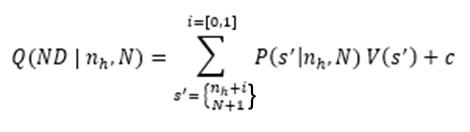 i=[0,1]
Q(ND | n_h, N) = ∑ P(s'|n_h, N) V(s') + c
s'={n_h+i
N+1}